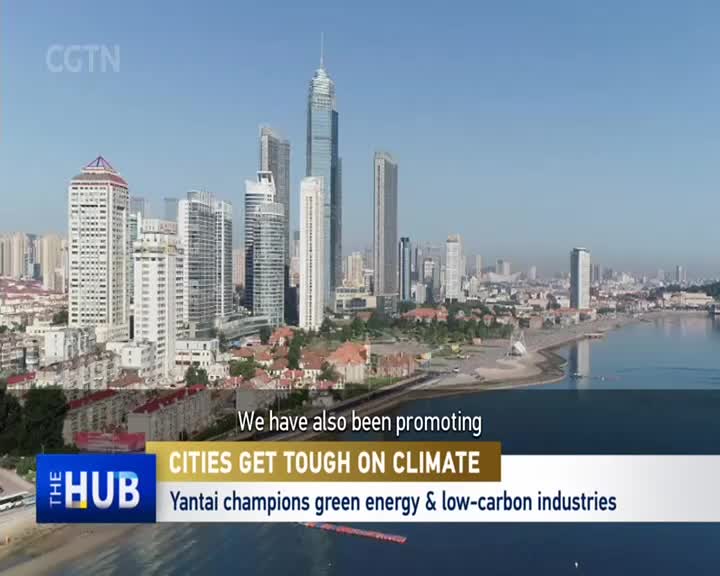 CGTN
We have also been promoting
CITIES GET TOUGH ON CLIMATE
THE HUB
Yantai champions green energy & low-carbon industries